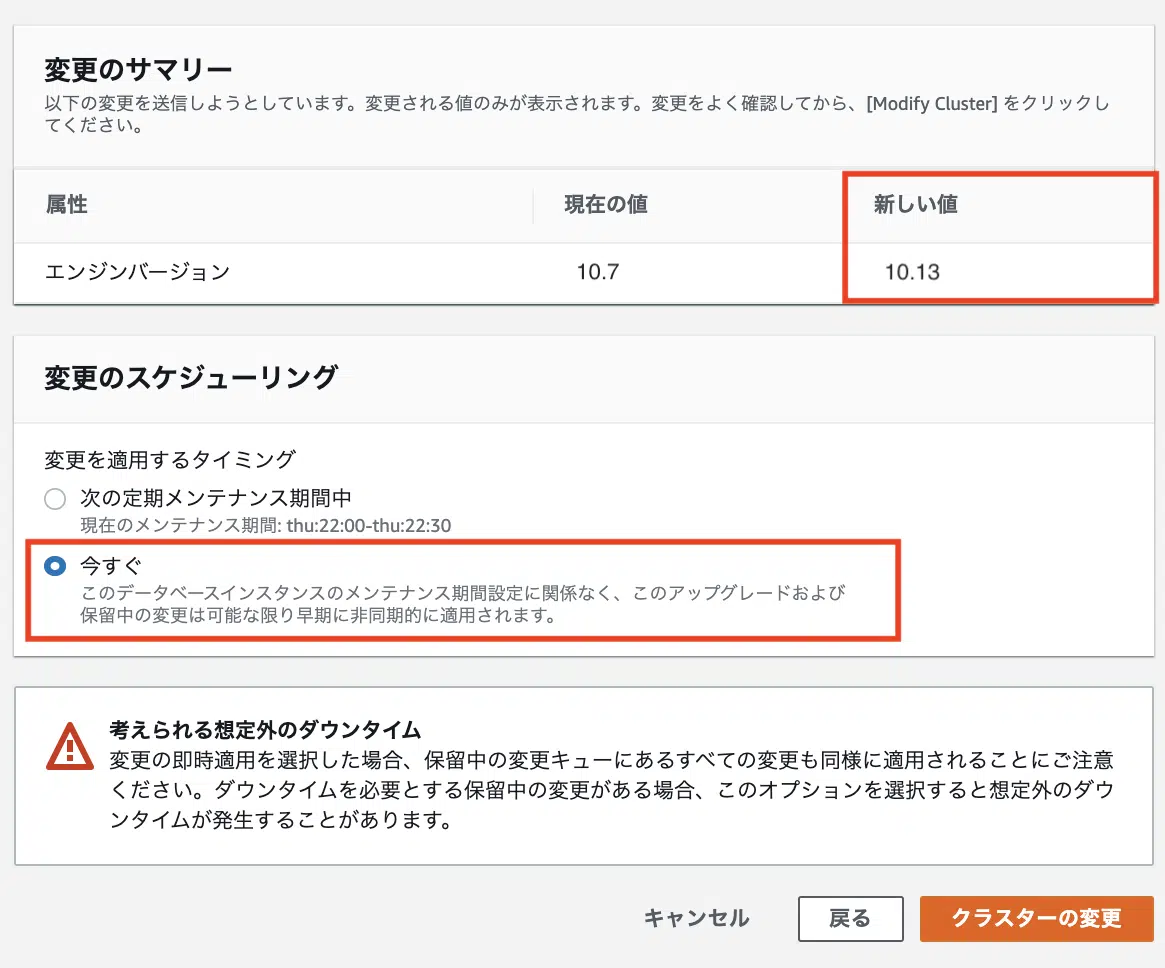 変更のサマリー
以下の変更を送信しようとしています。変更される値のみが表示されます。変更をよく確認してから、[Modify Cluster] をクリックし
てください。
属性 現在の値 新しい値
エンジンバージョン 10.7 10.13
変更のスケジューリング
変更を適用するタイミング
次の定期メンテナンス期間中
現在のメンテナンス期間: thu:22:00-thu:22:30
今すぐ
このデータベースインスタンスのメンテナンス期間設定に関係なく、このアップグレードおよび
保留中の変更は可能な限り早期に非同期的に適用されます。
考えられる想定外のダウンタイム
変更の即時適用を選択した場合、保留中の変更キューにあるすべての変更も同様に適用されることにご注意
ください。ダウンタイムを必要とする保留中の変更がある場合、このオプションを選択すると想定外のダウ
ンタイムが発生することがあります。
キャンセル 戻る クラスターの変更